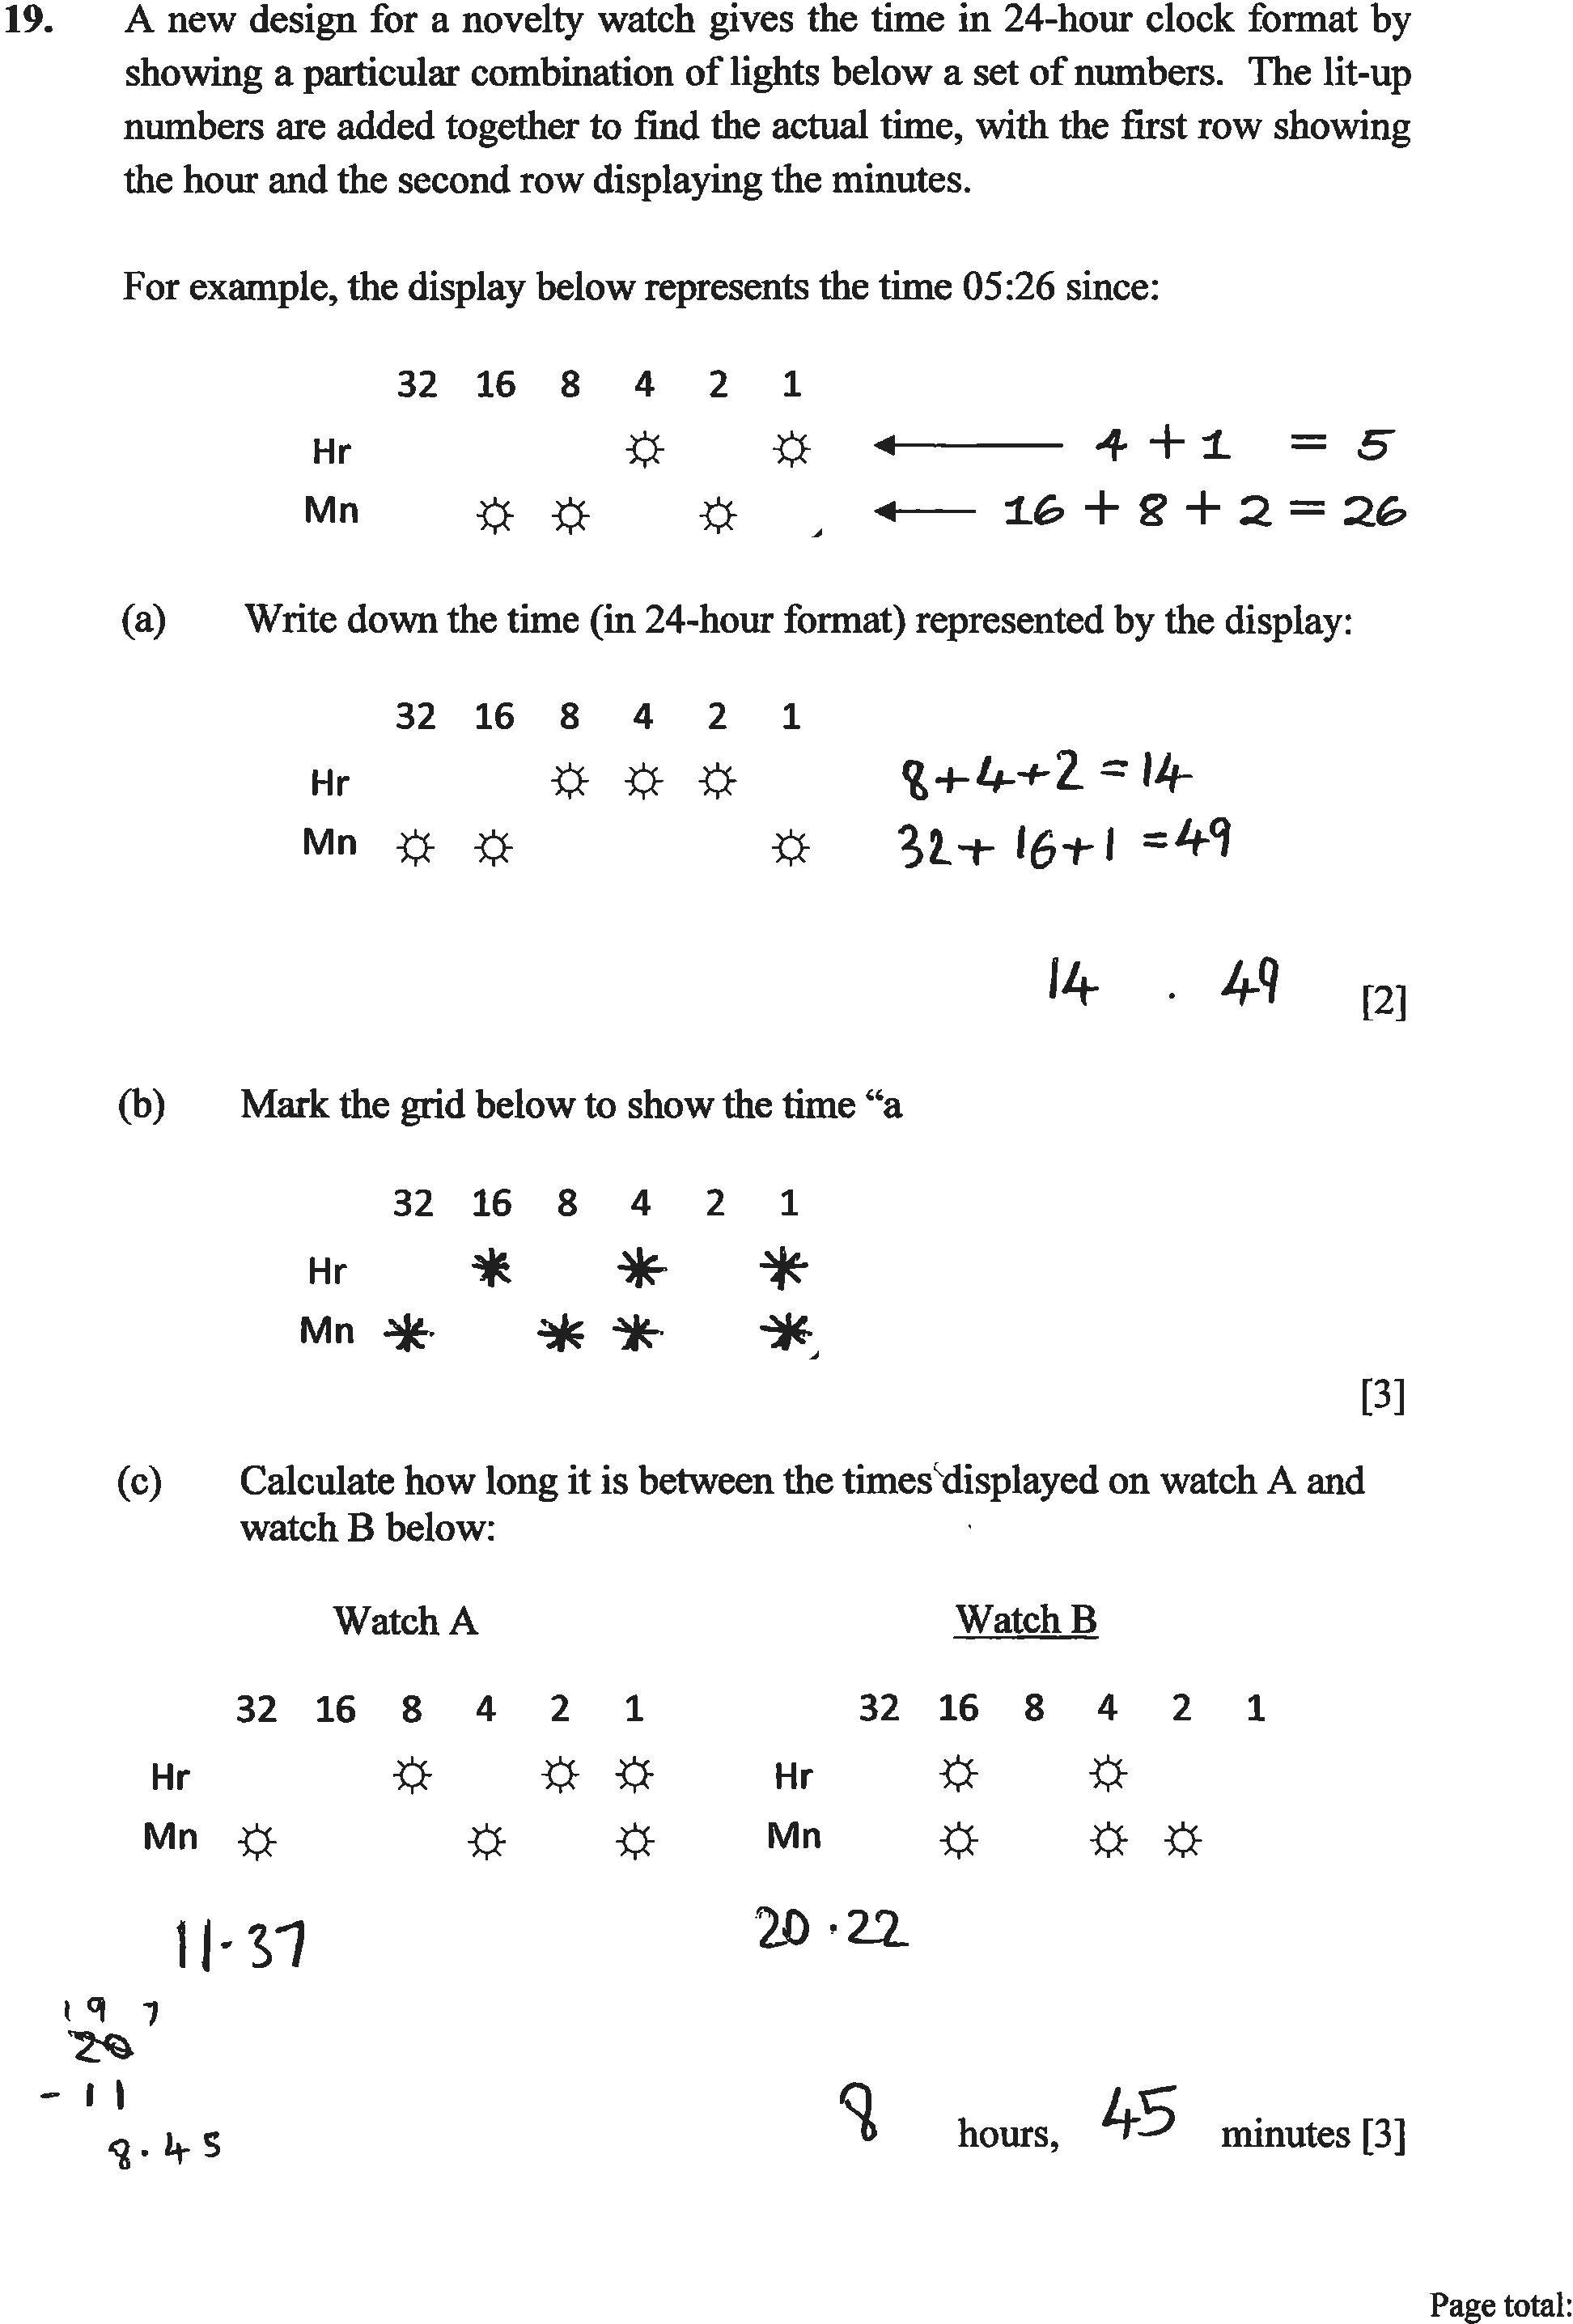 19. A new design for a novelty watch gives the time in 24-hour clock format by
showing a particular combination of lights below a set of numbers. The lit-up
numbers are added together to find the actual time, with the first row showing
the hour and the second row displaying the minutes.
For example, the display below represents the time 05:26 since:
32 16 8 4 2 1
Hr 4 + 1 = 5
Mn 16 + 8 + 2 = 26
(a) Write down the time (in 24-hour format) represented by the display:
32 16 8 4 2 1
Hr 8+4+2 = 14
Mn 32+ 16+1 = 49
14 . 49 [2]
(b) Mark the grid below to show the time “a
32 16 8 4 2 1
Hr
Mn
[3]
(c) Calculate how long it is between the times displayed on watch A and
watch B below:
Watch A Watch B
32 16 8 4 2 1 32 16 8 4 2 1
Hr Hr
Mn Mn
11.37 20.22
1 9 7
20
- 11
8.45
8 hours, 45 minutes [3]
Page total: